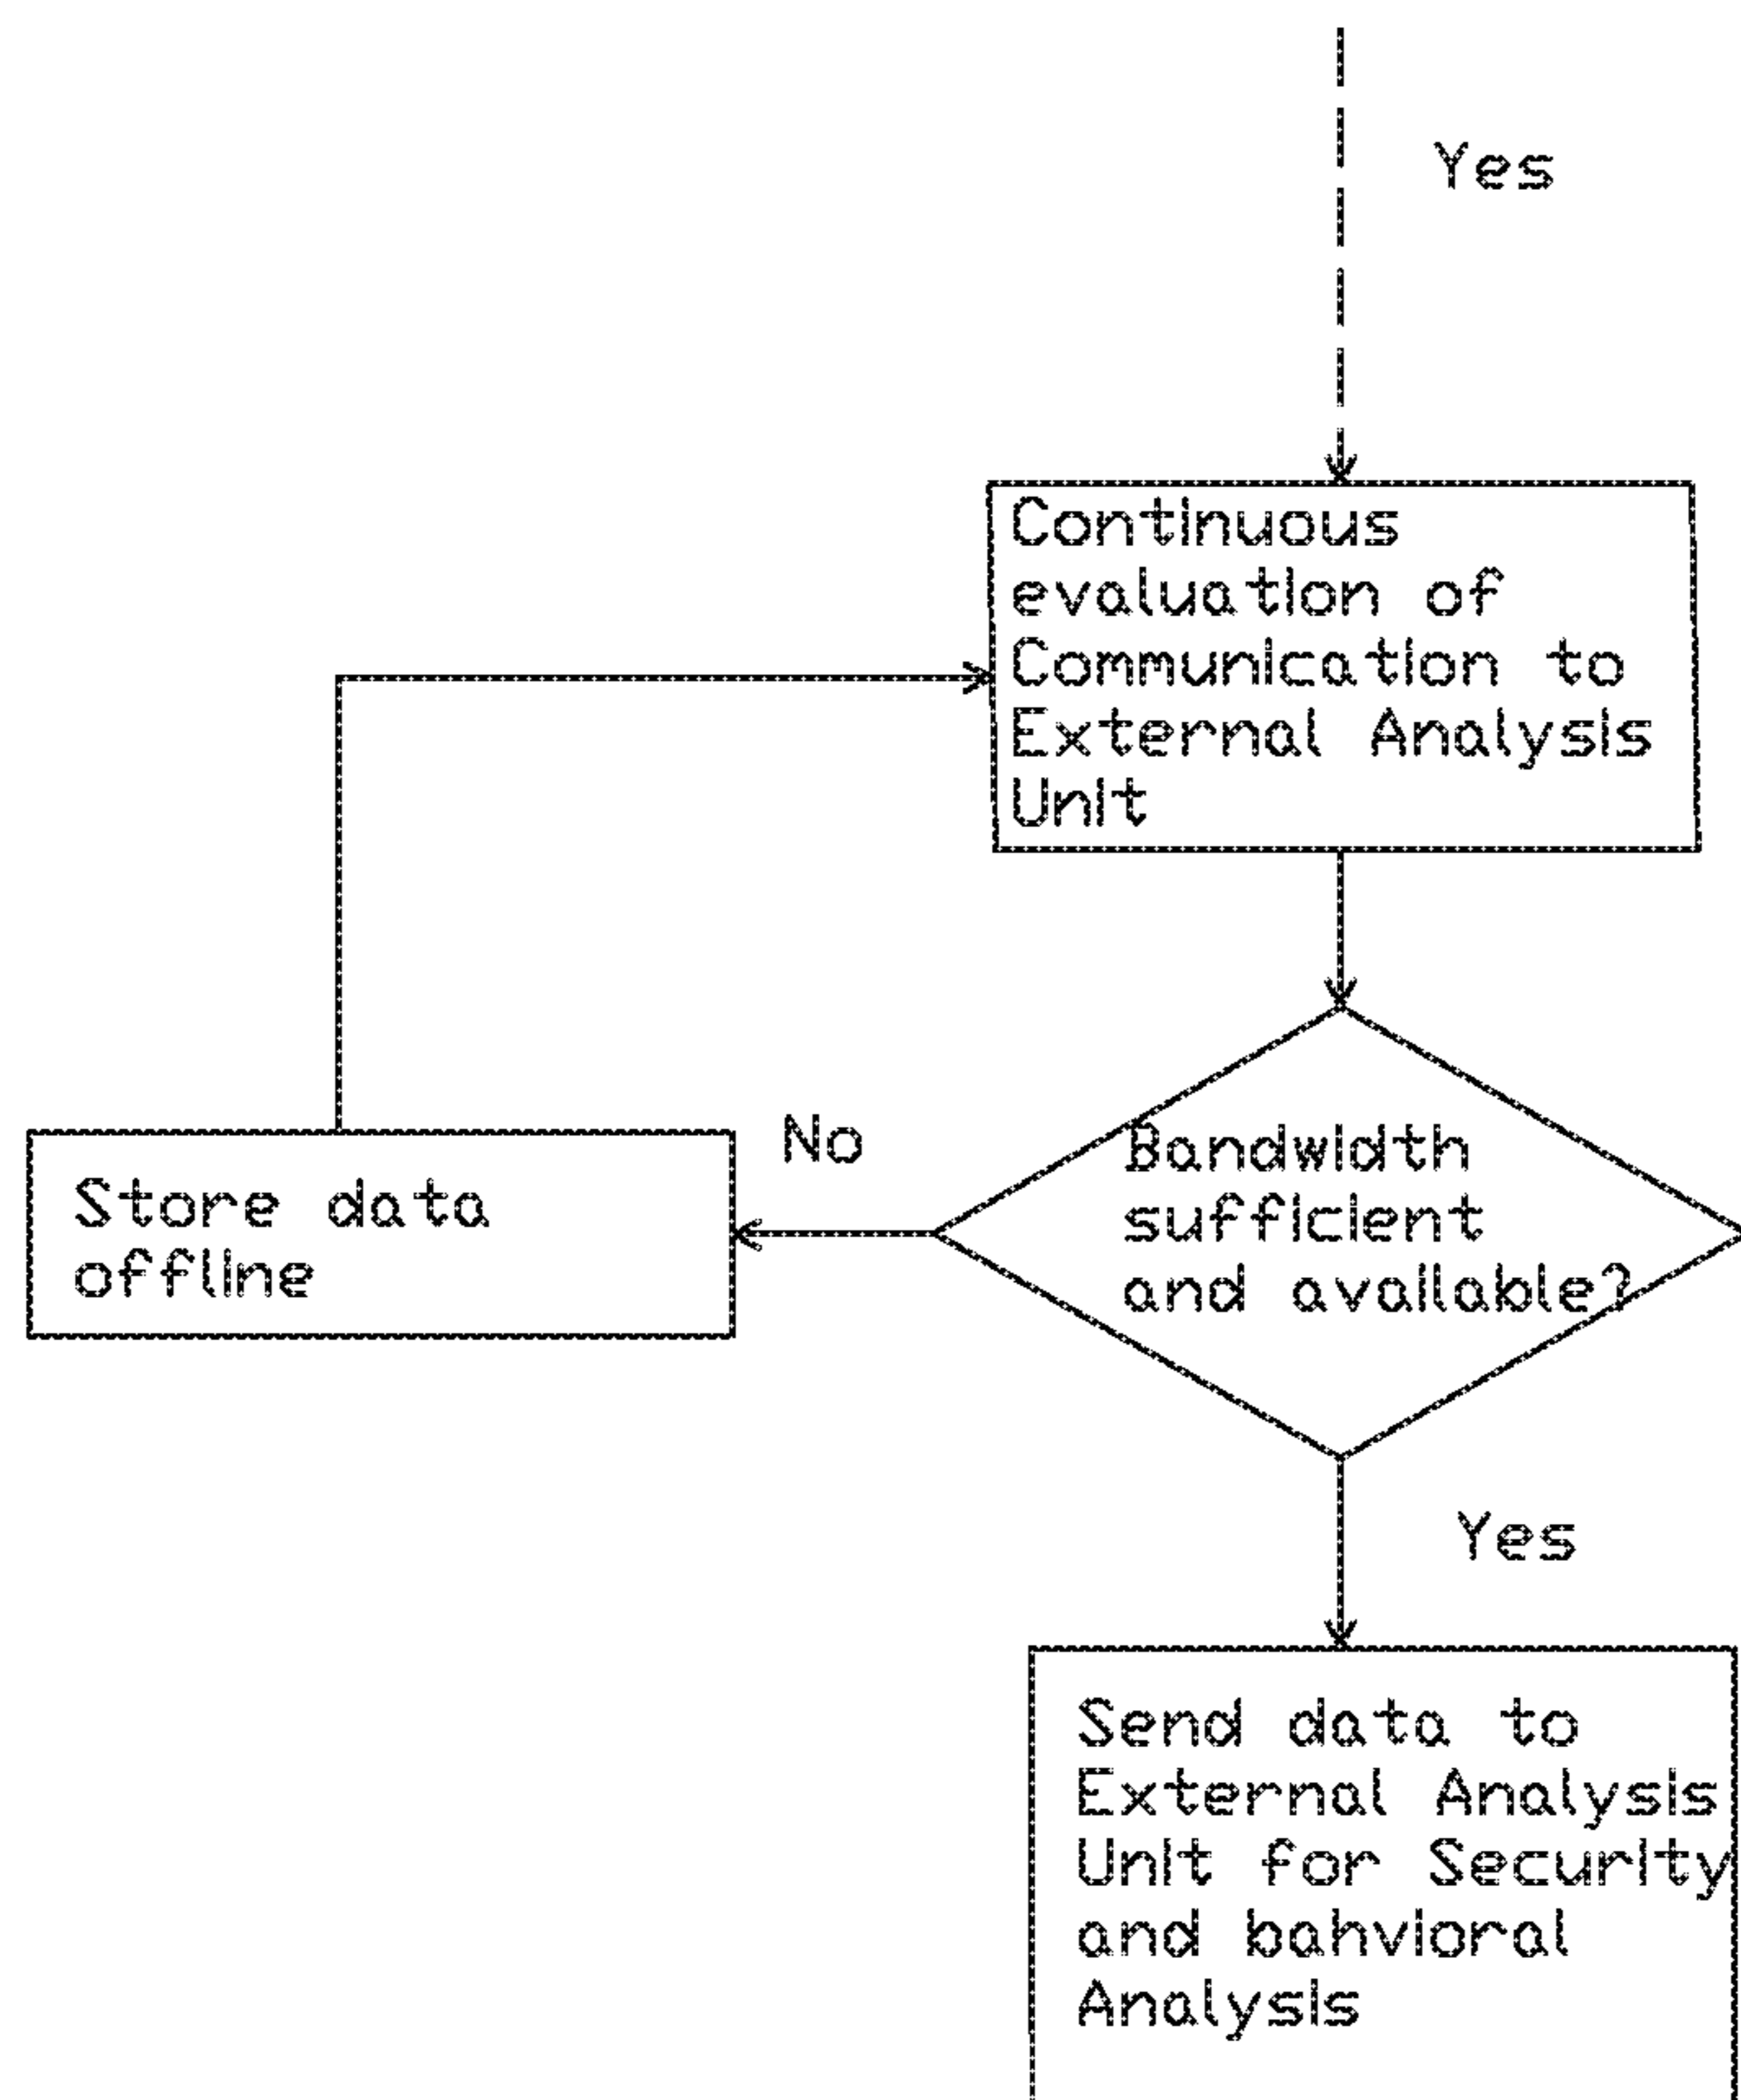 Yes
Continuous
evaluation of
Communication to
External Analysis
Unit
No
Bandwidth
sufficient
and available?
Store data
offline
Yes
Send data to
External Analysis
Unit for Security
and bahvioral
Analysis